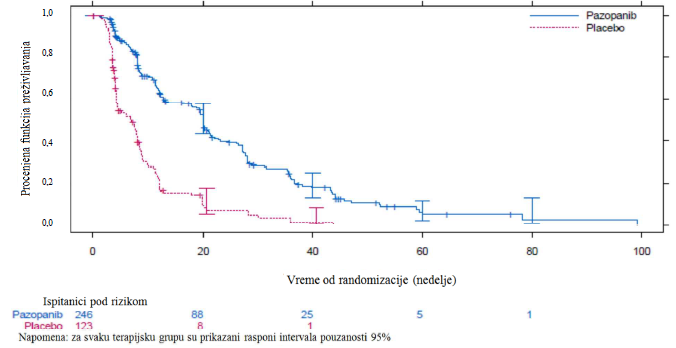 Procenjena funkcija preživljavanja
1,0
0,8
0,6
0,4
0,2
0,0
Pazopanib
Placebo
0 20 40 60 80 100
Vreme od randomizacije (nedelje)
Ispitanici pod rizikom
Pazopanib 246 88 25 5 1
Placebo 123 8 1
Napomena: za svaku terapijsku grupu su prikazani rasponi intervala pouzanosti 95%